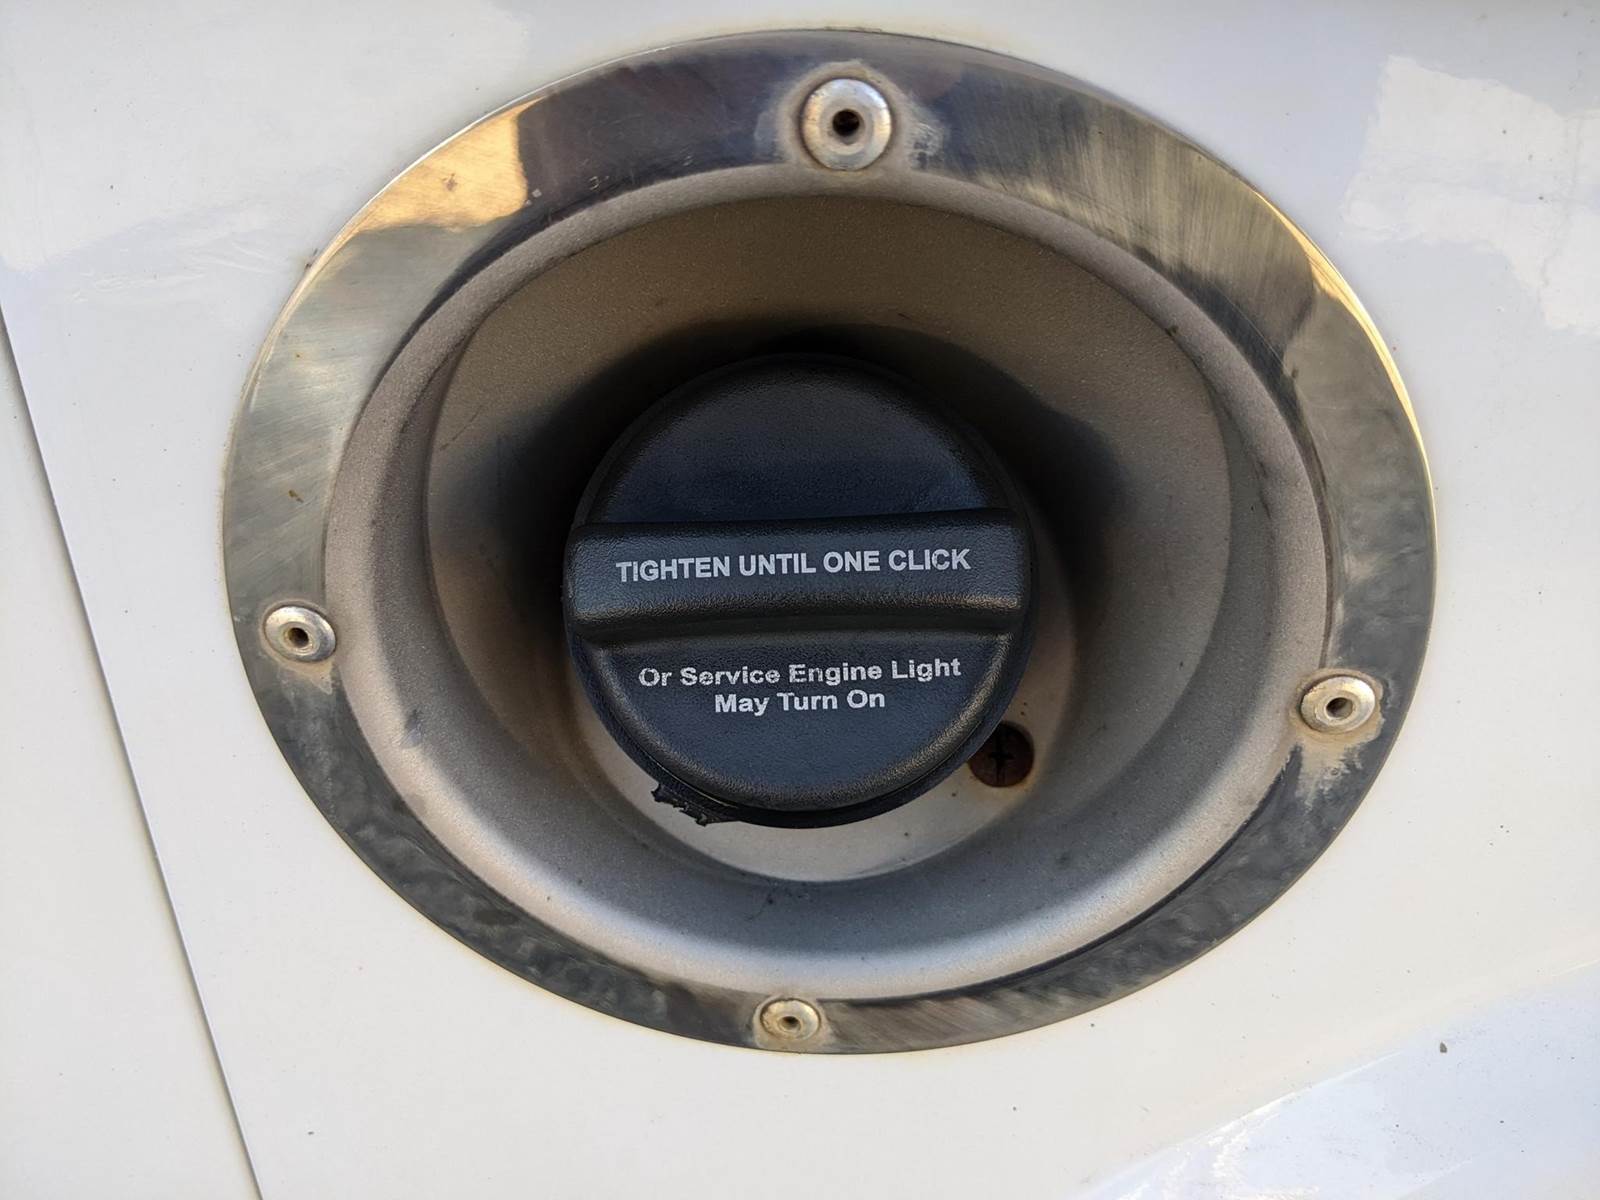 TIGHTEN UNTIL ONE CLICK
Or Service Engine Light
May Turn On